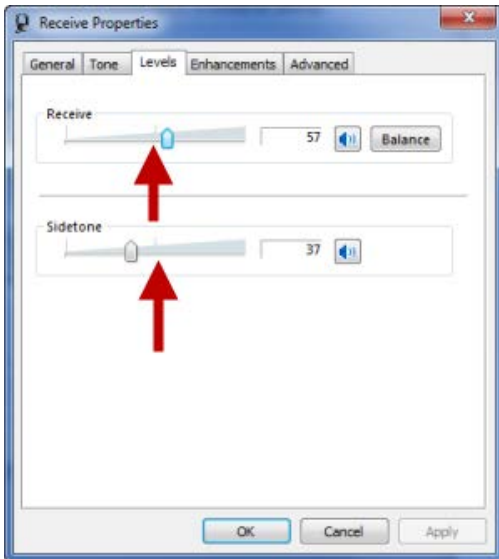 Receive Properties
General Tone Levels Enhancements Advanced
Receive
57 Balance
Sidetone
37
OK Cancel Apply